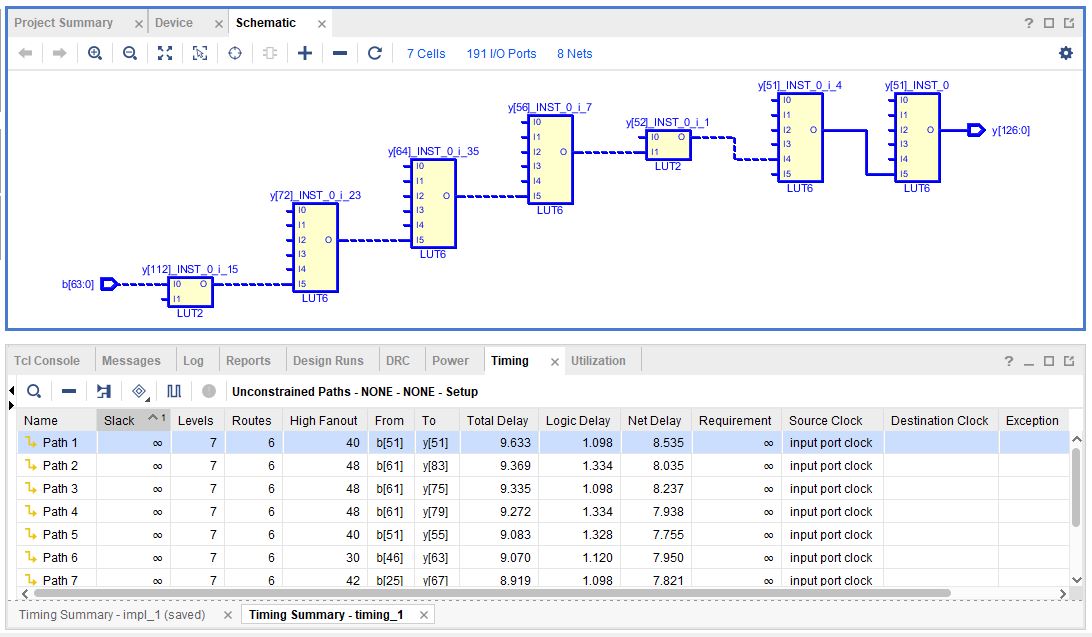 Project Summary × Device × Schematic ×
7 Cells 191 I/O Ports 8 Nets
y[51]_INST_0_i_4 y[51]_INST_0
I0 I1 I2 I3 I4 I5 O LUT6
I0 I1 I2 I3 I4 I5 O LUT6
y[126:0]
y[56]_INST_0_i_7
I0 I1 I2 I3 I4 I5 O LUT6
y[52]_INST_0_i_1
I0 I1 O LUT2
y[64]_INST_0_i_35
I0 I1 I2 I3 I4 I5 O LUT6
y[72]_INST_0_i_23
I0 I1 I2 I3 I4 I5 O LUT6
y[112]_INST_0_i_15
b[63:0]
I0 I1 O LUT2
Tcl Console Messages Log Reports Design Runs DRC Power Timing × Utilization
Unconstrained Paths - NONE - NONE - Setup
Name Slack ^1 Levels Routes High Fanout From To Total Delay Logic Delay Net Delay Requirement Source Clock Destination Clock Exception
Path 1 ∞ 7 6 40 b[51] y[51] 9.633 1.098 8.535 ∞ input port clock
Path 2 ∞ 7 6 48 b[61] y[83] 9.369 1.334 8.035 ∞ input port clock
Path 3 ∞ 7 6 48 b[61] y[75] 9.335 1.098 8.237 ∞ input port clock
Path 4 ∞ 7 6 48 b[61] y[79] 9.272 1.334 7.938 ∞ input port clock
Path 5 ∞ 7 6 40 b[51] y[55] 9.083 1.328 7.755 ∞ input port clock
Path 6 ∞ 7 6 30 b[46] y[63] 9.070 1.120 7.950 ∞ input port clock
Path 7 ∞ 7 6 42 b[25] y[67] 8.919 1.098 7.821 ∞ input port clock
Timing Summary - impl_1 (saved) × Timing Summary - timing_1 ×